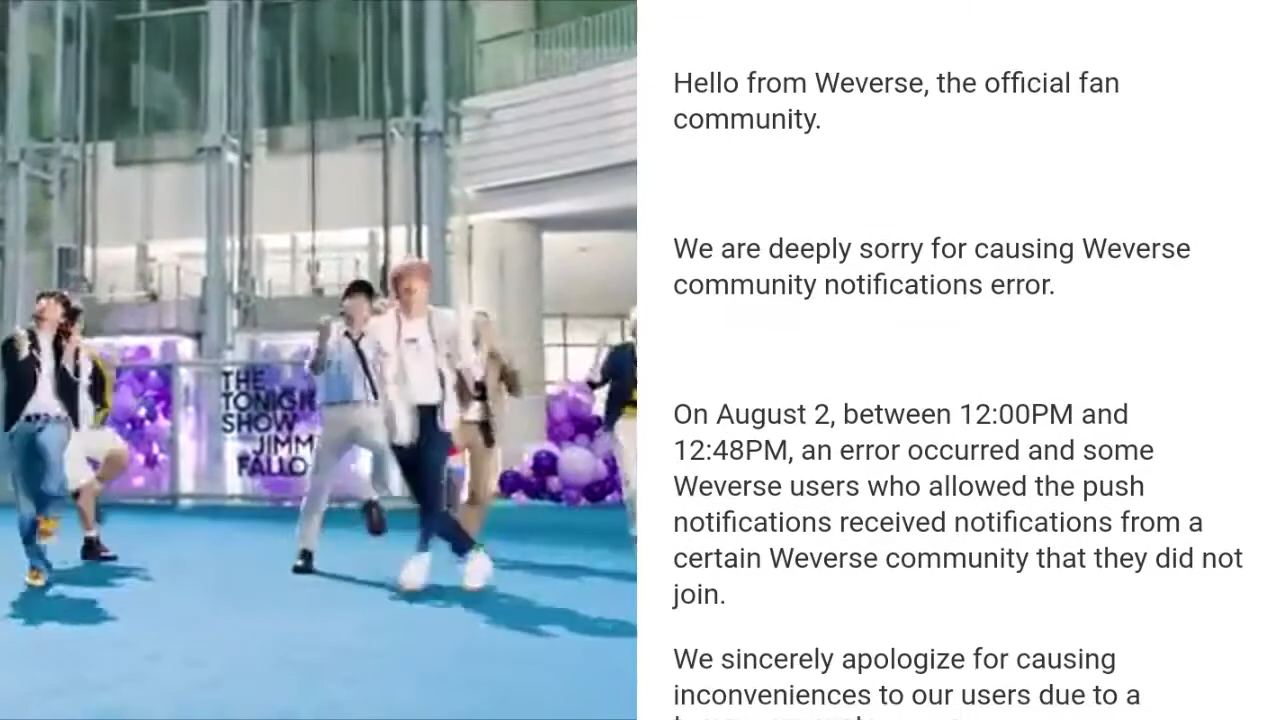 THE
TONIGH
SHOW
JIMM
FALLO
Hello from Weverse, the official fan
community.
We are deeply sorry for causing Weverse
community notifications error.
On August 2, between 12:00PM and
12:48PM, an error occurred and some
Weverse users who allowed the push
notifications received notifications from a
certain Weverse community that they did not
join.
We sincerely apologize for causing
inconveniences to our users due to a